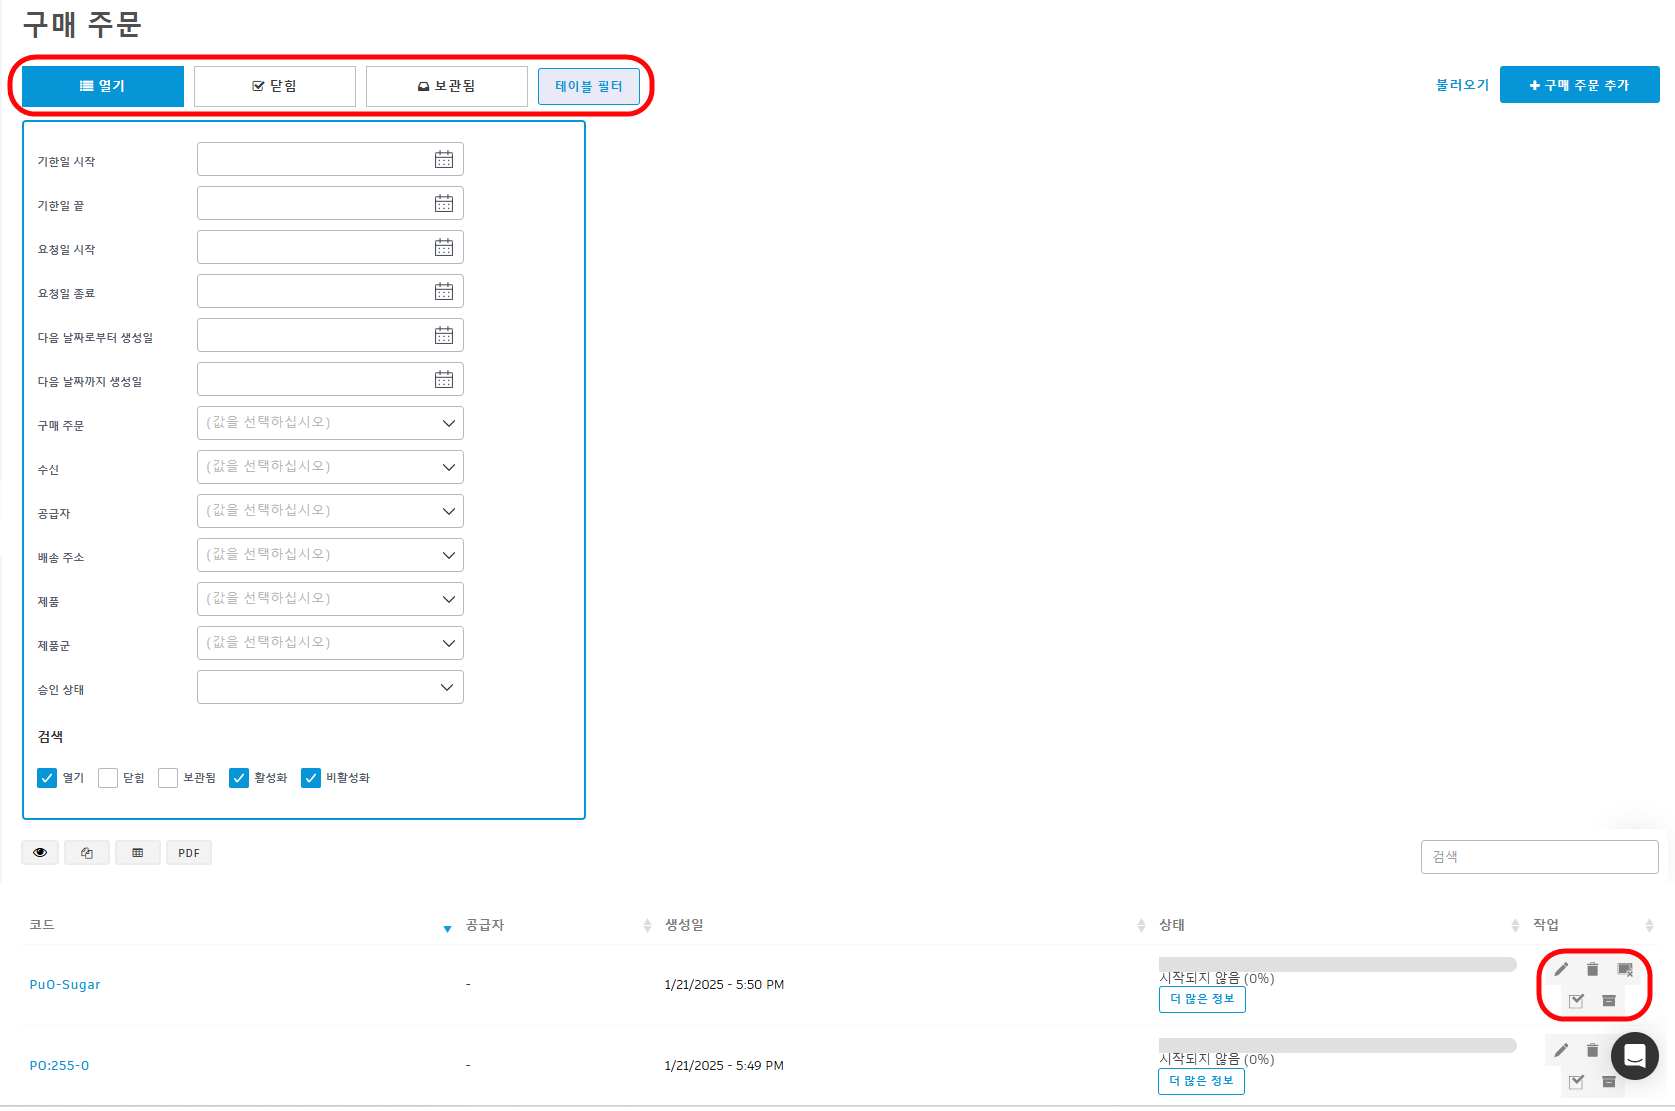 구매 주문
열기 닫힘 보관됨 테이블 필터 불러오기 구매 주문 추가
기한일 시작
기한일 끝
요청일 시작
요청일 종료
다음 날짜로부터 생성일
다음 날짜까지 생성일
구매 주문 (값을 선택하십시오)
수신 (값을 선택하십시오)
공급자 (값을 선택하십시오)
배송 주소 (값을 선택하십시오)
제품 (값을 선택하십시오)
제품군 (값을 선택하십시오)
승인 상태
검색
열기 닫힘 보관됨 활성화 비활성화
PDF 검색
코드 공급자 생성일 상태 작업
시작되지 않음 (0%)
PuO-Sugar - 1/21/2025 - 5:50 PM
더 많은 정보
시작되지 않음 (0%)
PO:255-0 - 1/21/2025 - 5:49 PM
더 많은 정보